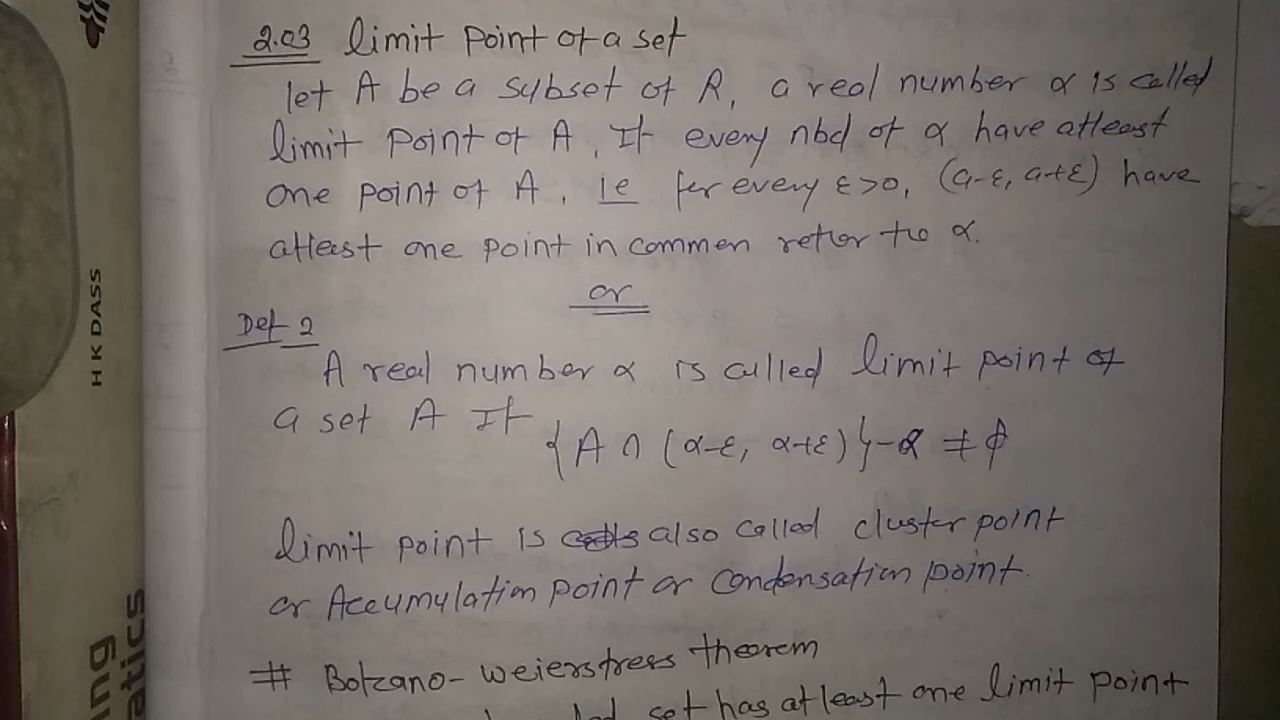 2.03 limit point of a set
let A be a subset of R, a real number α is called
limit point of A, If every nbd of α have atleast
one point of A, ie for every ε>0, (a-ε, a+ε) have
atleast one point in common
or
Def 2
A real number α is called limit point of
a set A If
{A ∩ (α-ε, α+ε)}-α ≠ φ
limit point is also called cluster point
or Accumulation point or condensation point.
# Bolzano-weierstress theorem
set has atleast one limit point
H K DASS
ing
atics